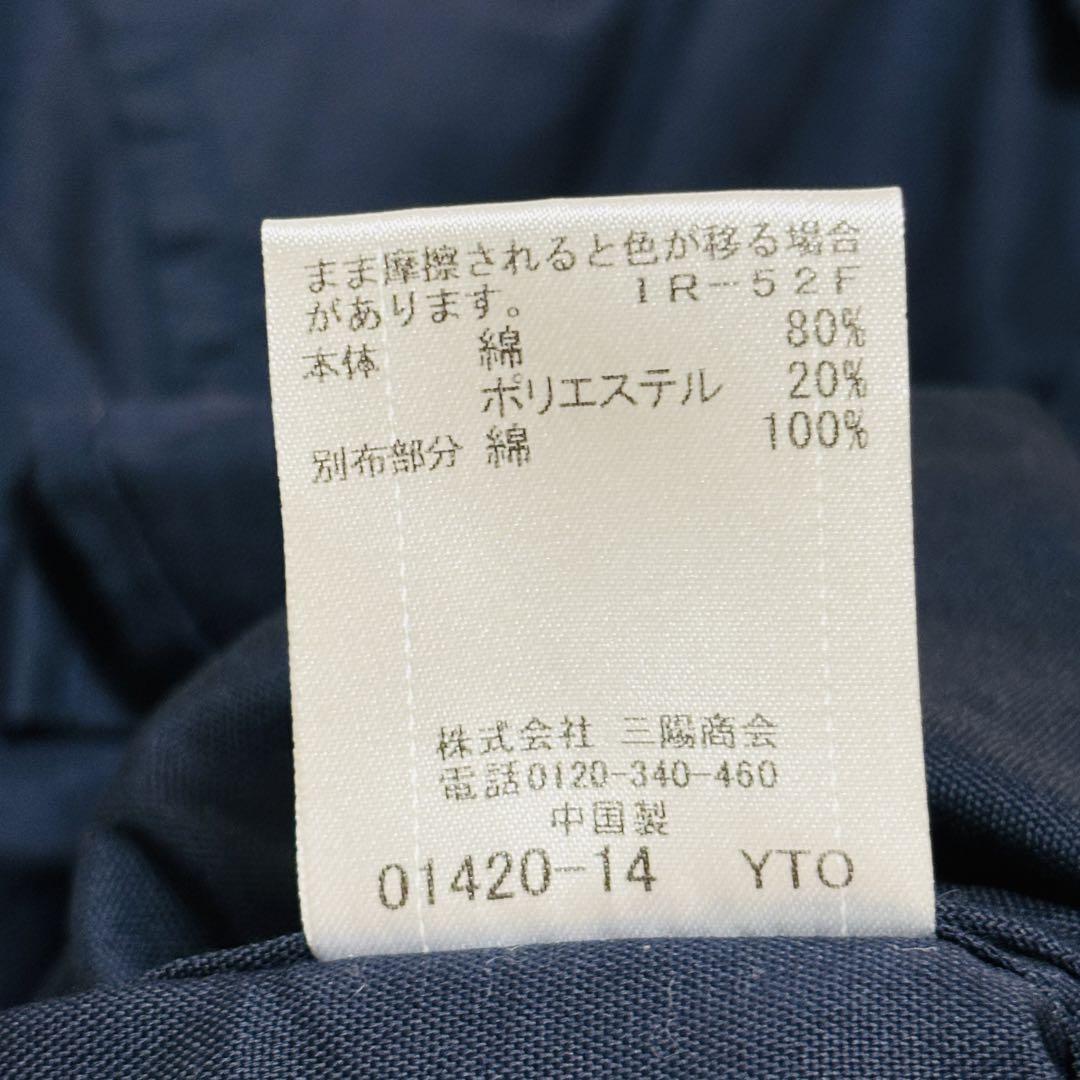 まま摩擦されると色が移る場合
があります。 IR-52F
本体 綿 80%
ポリエステル 20%
別布部分 綿 100%
株式会社 三陽商会
電話0120-340-460
中国製
01420-14 YTO